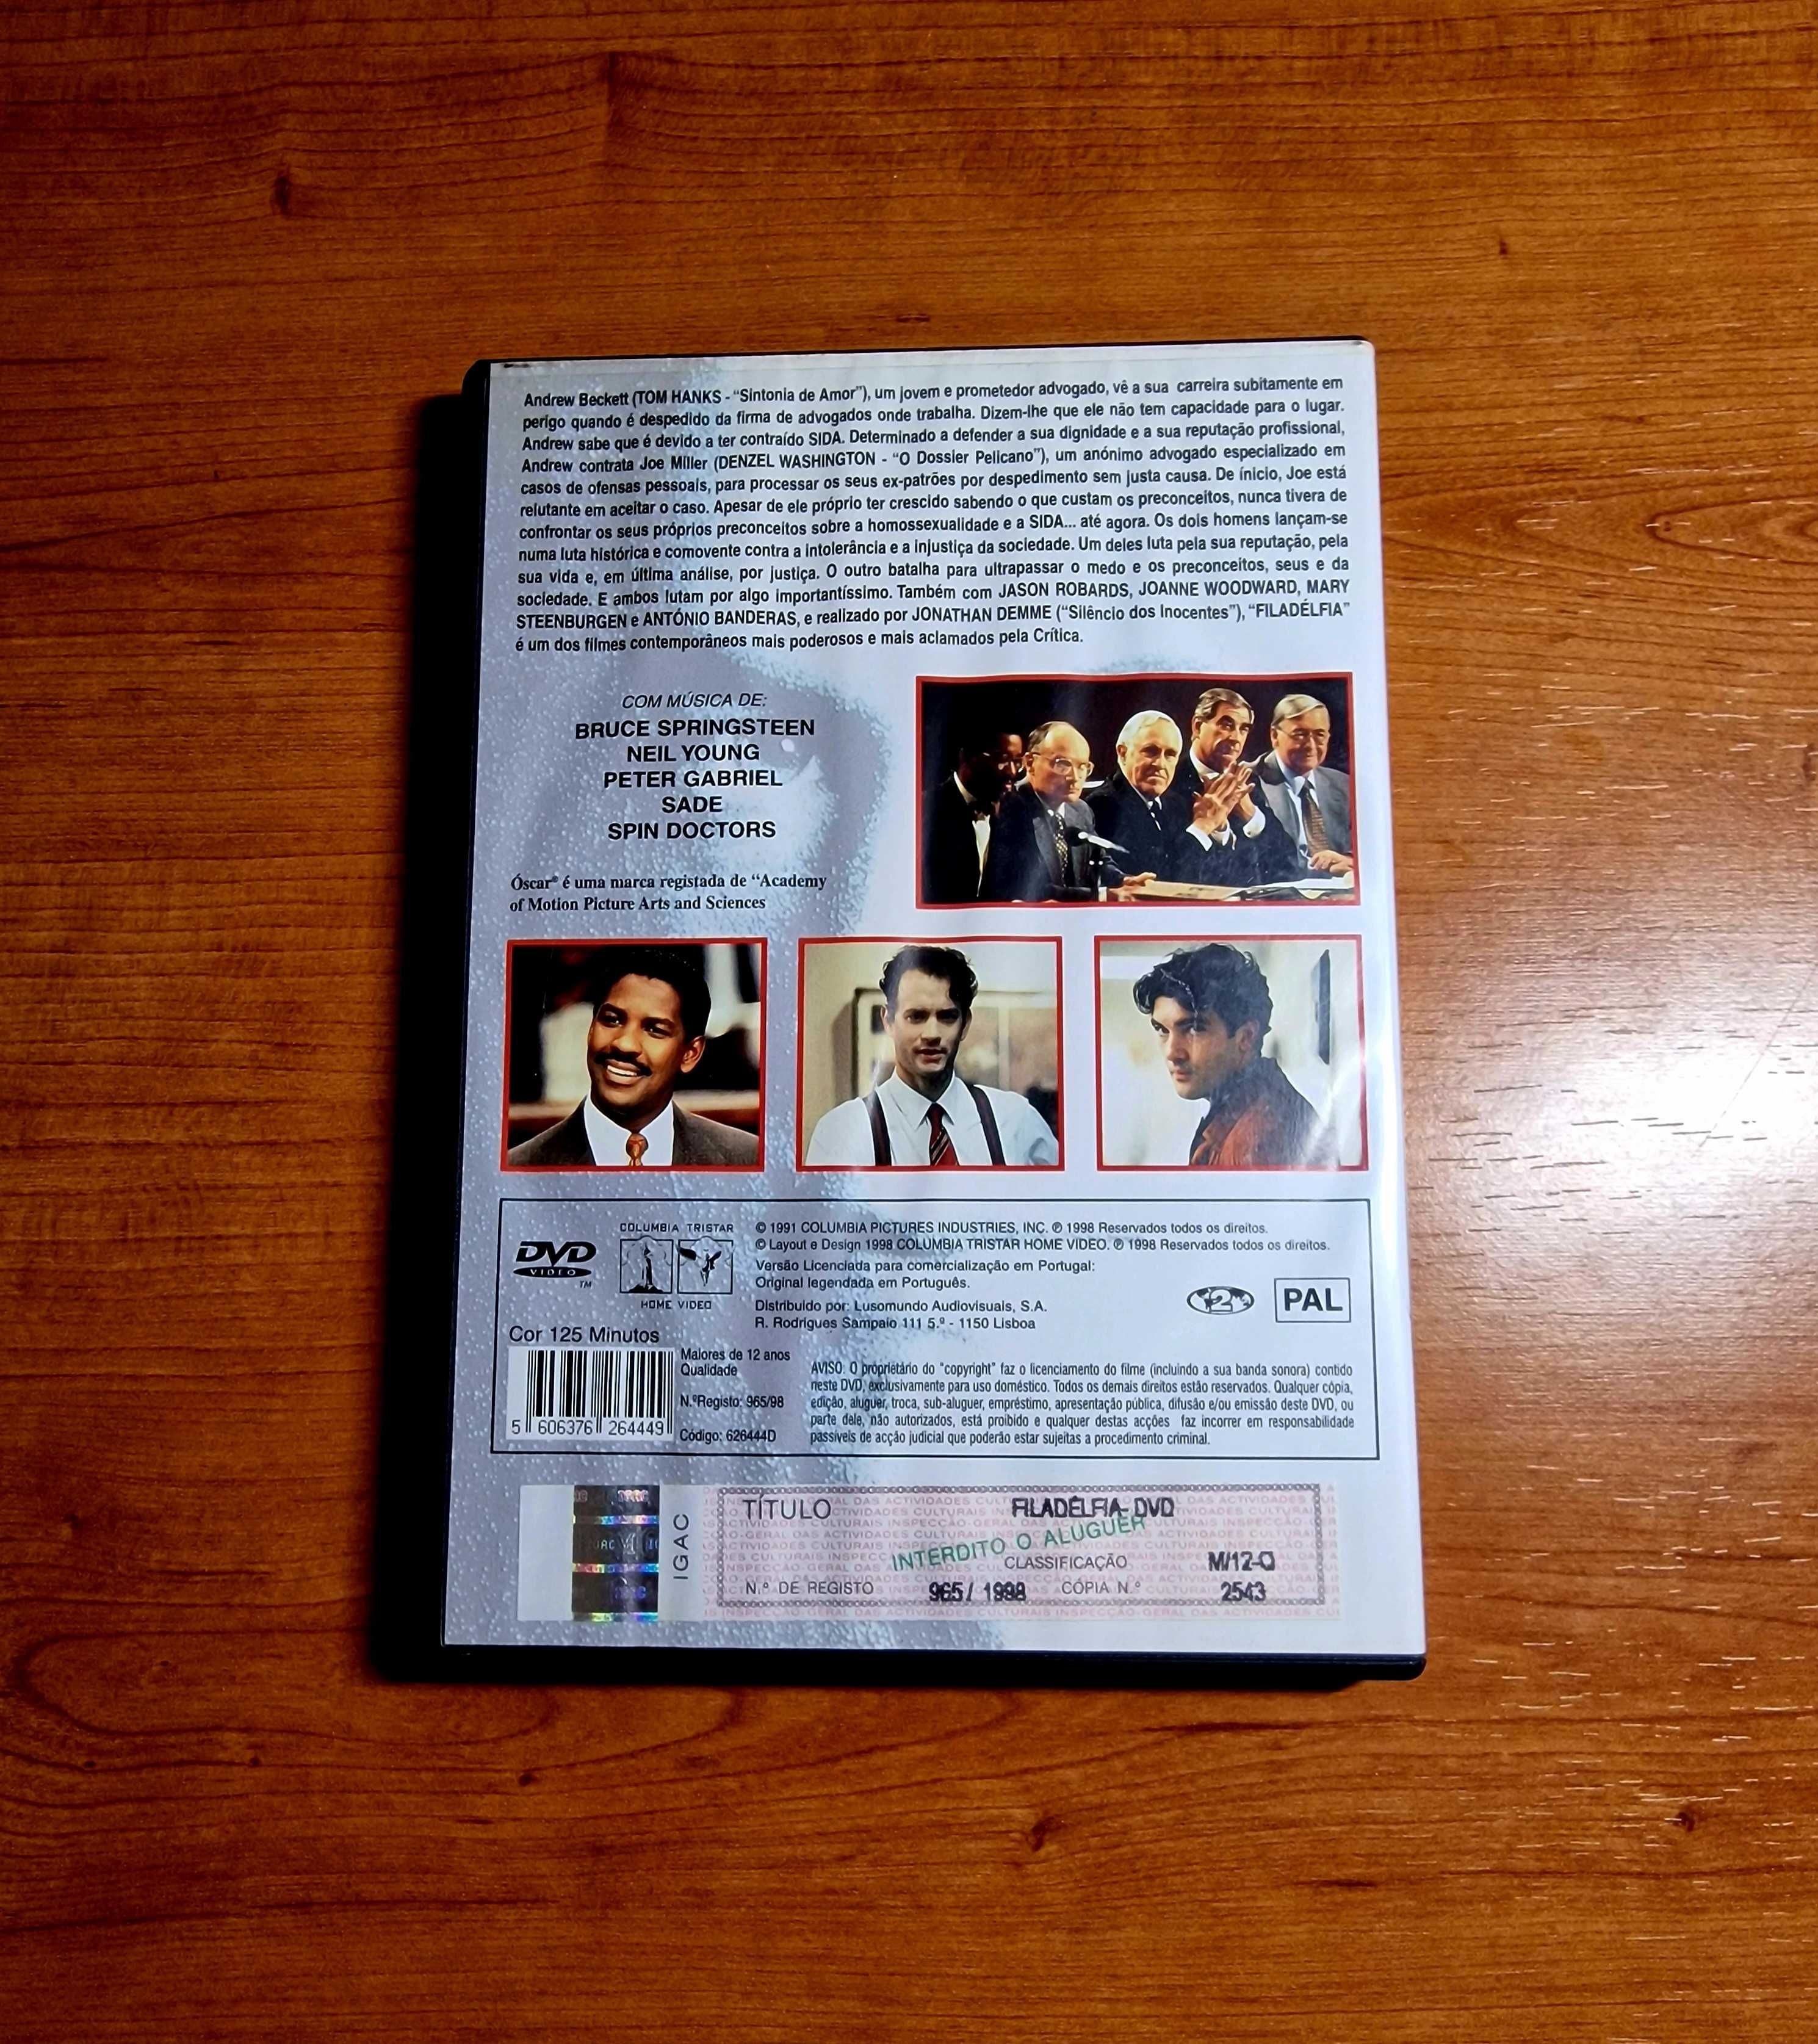 Andrew Beckett (TOM HANKS - “Sintonia de Amor”), um jovem e prometedor advogado, vê a sua carreira subitamente em
perigo quando é despedido da firma de advogados onde trabalha. Dizem-lhe que ele não tem capacidade para o lugar.
Andrew sabe que é devido a ter contraído SIDA. Determinado a defender a sua dignidade e a sua reputação profissional,
Andrew contrata Joe Miller (DENZEL WASHINGTON - “O Dossier Pelicano”), um anónimo advogado especializado em
casos de ofensas pessoais, para processar os seus ex-patrões por despedimento sem justa causa. De ínicio, Joe está
relutante em aceitar o caso. Apesar de ele próprio ter crescido sabendo o que custam os preconceitos, nunca tivera de
confrontar os seus próprios preconceitos sobre a homossexualidade e a SIDA... até agora. Os dois homens lançam-se
numa luta histórica e comovente contra a intolerância e a injustiça da sociedade. Um deles luta pela sua reputação, pela
sua vida e, em última análise, por justiça. O outro batalha para ultrapassar o medo e os preconceitos, seus e da
sociedade. E ambos lutam por algo importantíssimo. Também com JASON ROBARDS, JOANNE WOODWARD, MARY
STEENBURGEN e ANTÓNIO BANDERAS, e realizado por JONATHAN DEMME (“Silêncio dos Inocentes”), “FILADÉLFIA”
é um dos filmes contemporâneos mais poderosos e mais aclamados pela Crítica.
COM MÚSICA DE:
BRUCE SPRINGSTEEN
NEIL YOUNG
PETER GABRIEL
SADE
SPIN DOCTORS
Óscar® é uma marca registada de “Academy
of Motion Picture Arts and Sciences
DVD
VIDEO
TM
COLUMBIA TRISTAR
HOME VIDEO
© 1991 COLUMBIA PICTURES INDUSTRIES, INC. ℗ 1998 Reservados todos os direitos.
© Layout e Design 1998 COLUMBIA TRISTAR HOME VIDEO. ℗ 1998 Reservados todos os direitos.
Versão Licenciada para comercialização em Portugal:
Original legendada em Português.
Distribuido por: Lusomundo Audiovisuais, S.A.
R. Rodrigues Sampaio 111 5.º - 1150 Lisboa
2
PAL
Cor 125 Minutos
5 606376 264449
Maiores de 12 anos
Qualidade
N.ºRegisto: 965/98
Código: 626444D
AVISO: O proprietário do "copyright" faz o licenciamento do filme (incluindo a sua banda sonora) contido
neste DVD, exclusivamente para uso doméstico. Todos os demais direitos estão reservados. Qualquer cópia,
edição, aluguer, troca, sub-aluguer, empréstimo, apresentação pública, difusão e/ou emissão deste DVD, ou
parte dele, não autorizados, está proibido e qualquer destas acções faz incorrer em responsabilidade
passíveis de acção judicial que poderão estar sujeitas a procedimento criminal.
IGAC
TÍTULO FILADÉLFIA- DVD
INTERDITO O ALUGUER
CLASSIFICAÇÃO M/12-Q
N.º DE REGISTO 965/ 1998 CÓPIA N.º 2543